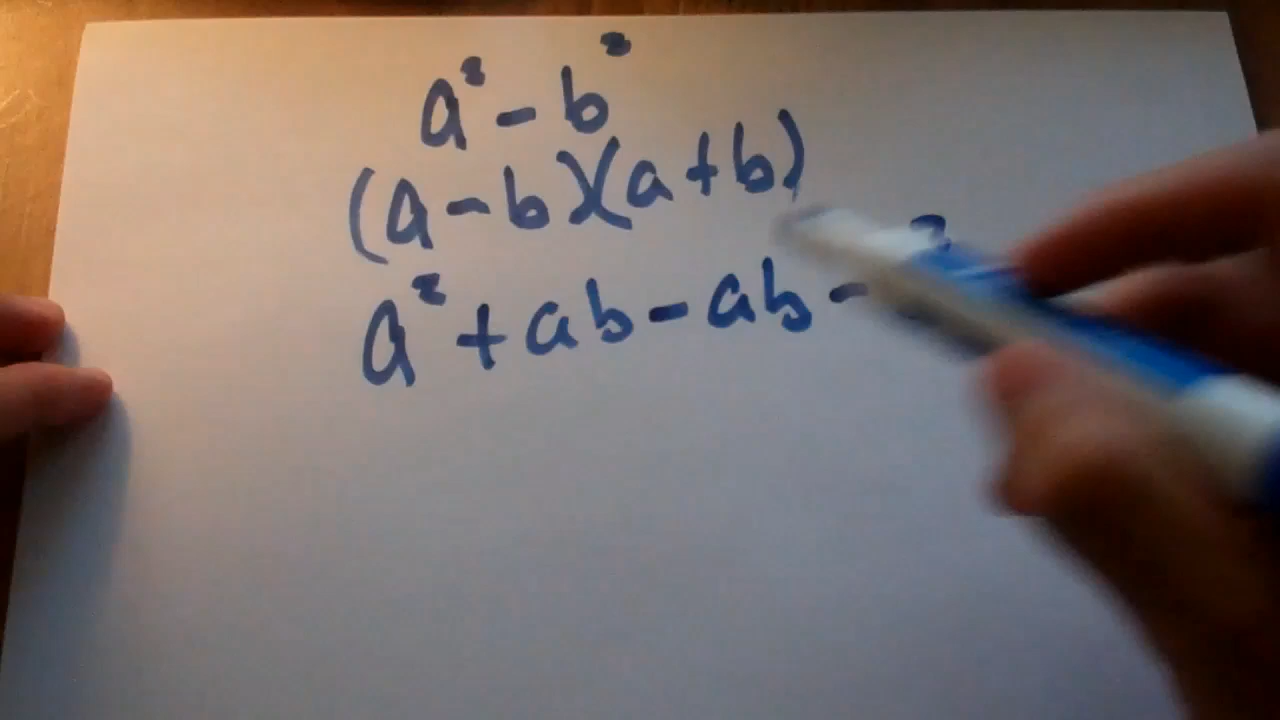 a² - b²
(a - b)(a + b)
a² + ab - ab -